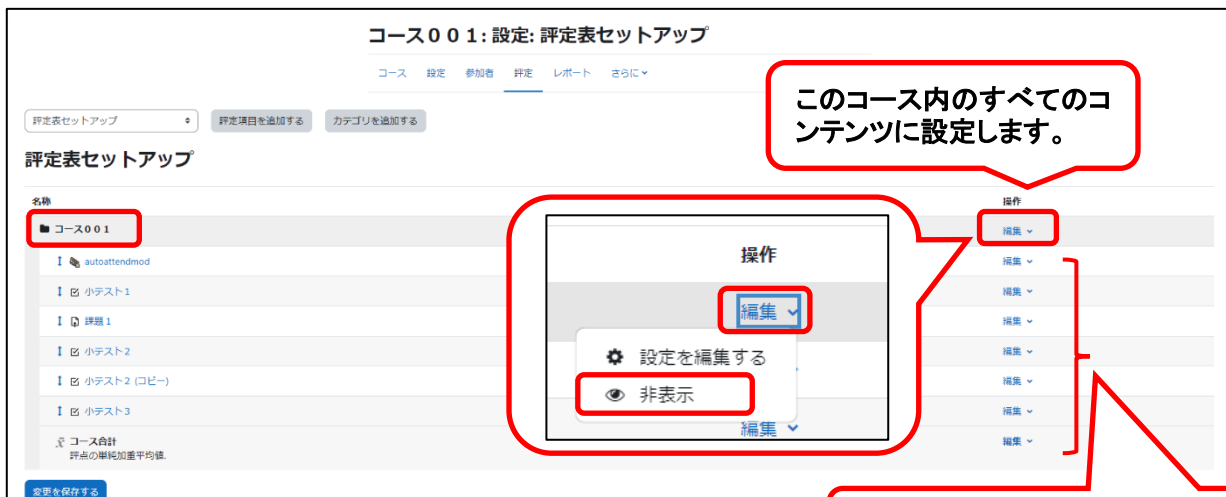 コース００１: 設定: 評定表セットアップ
コース 設定 参加者 評定 レポート さらに
評定表セットアップ 評定項目を追加する カテゴリを追加する
このコース内のすべてのコ
ンテンツに設定します。
評定表セットアップ
名称 操作
コース００１ 編集
autoattendmod 編集
小テスト1 編集
課題1 編集
小テスト2 編集
小テスト2 (コピー) 編集
小テスト3 編集
コース合計 編集
評点の単純加重平均値.
操作
編集
設定を編集する
非表示
編集
変更を保存する